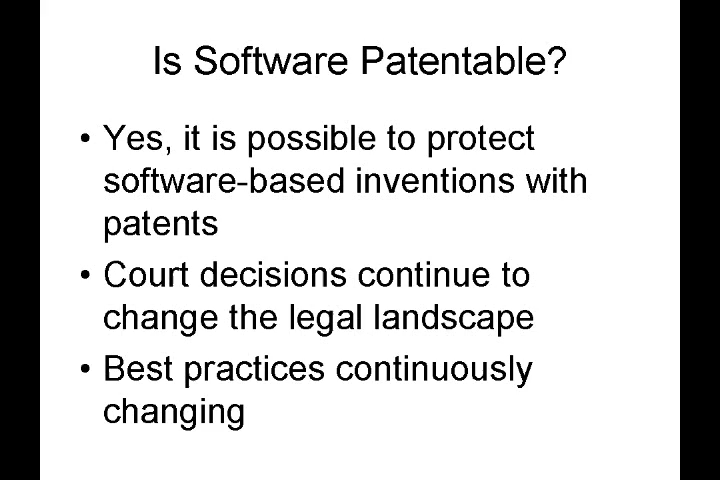 Is Software Patentable?
• Yes, it is possible to protect
software-based inventions with
patents
• Court decisions continue to
change the legal landscape
• Best practices continuously
changing